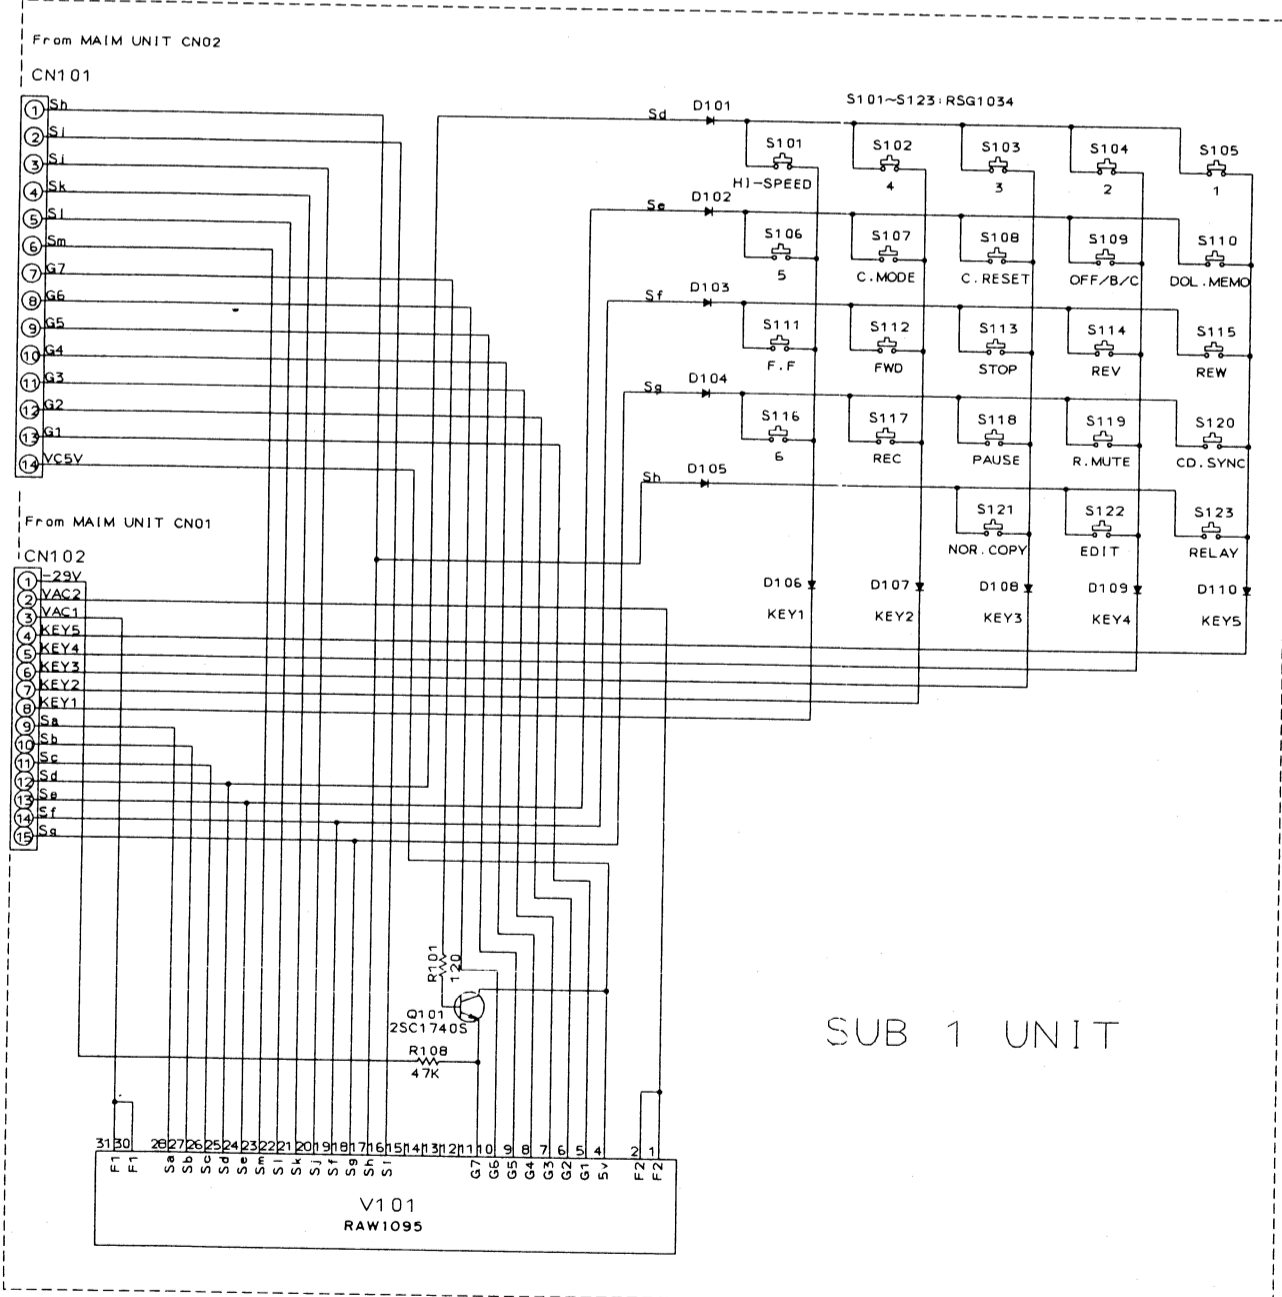 From MAIM UNIT CN02
CN101
1 Sh
2 Si
3 Sj
4 Sk
5 Sl
6 Sm
7 G7
8 G6
9 G5
10 G4
11 G3
12 G2
13 G1
14 VC5V
From MAIM UNIT CN01
CN102
1 -29V
2 VAC2
3 VAC1
4 KEY5
5 KEY4
6 KEY3
7 KEY2
8 KEY1
9 Sa
10 Sb
11 Sc
12 Sd
13 Se
14 Sf
15 Sg
S101~S123:RSG1034
Sd D101
S101 S102 S103 S104 S105
HI-SPEED 4 3 2 1
Se D102
S106 S107 S108 S109 S110
5 C.MODE C.RESET OFF/B/C DOL.MEMO
Sf D103
S111 S112 S113 S114 S115
F.F FWD STOP REV REW
Sg D104
S116 S117 S118 S119 S120
6 REC PAUSE R.MUTE CD.SYNC
Sh D105
S121 S122 S123
NOR.COPY EDIT RELAY
D106 D107 D108 D109 D110
KEY1 KEY2 KEY3 KEY4 KEY5
R101
120
Q101
2SC1740S
R108
47K
SUB 1 UNIT
31 30 28 27 26 25 24 23 22 21 20 19 18 17 16 15 14 13 12 11 10 9 8 7 6 5 4 2 1
F1 F1 Sa Sb Sc Sd Se Sm Sl Sk Sj Sf Sg Sh Si G7 G6 G5 G4 G3 G2 G1 5v F2 F2
V101
RAW1095